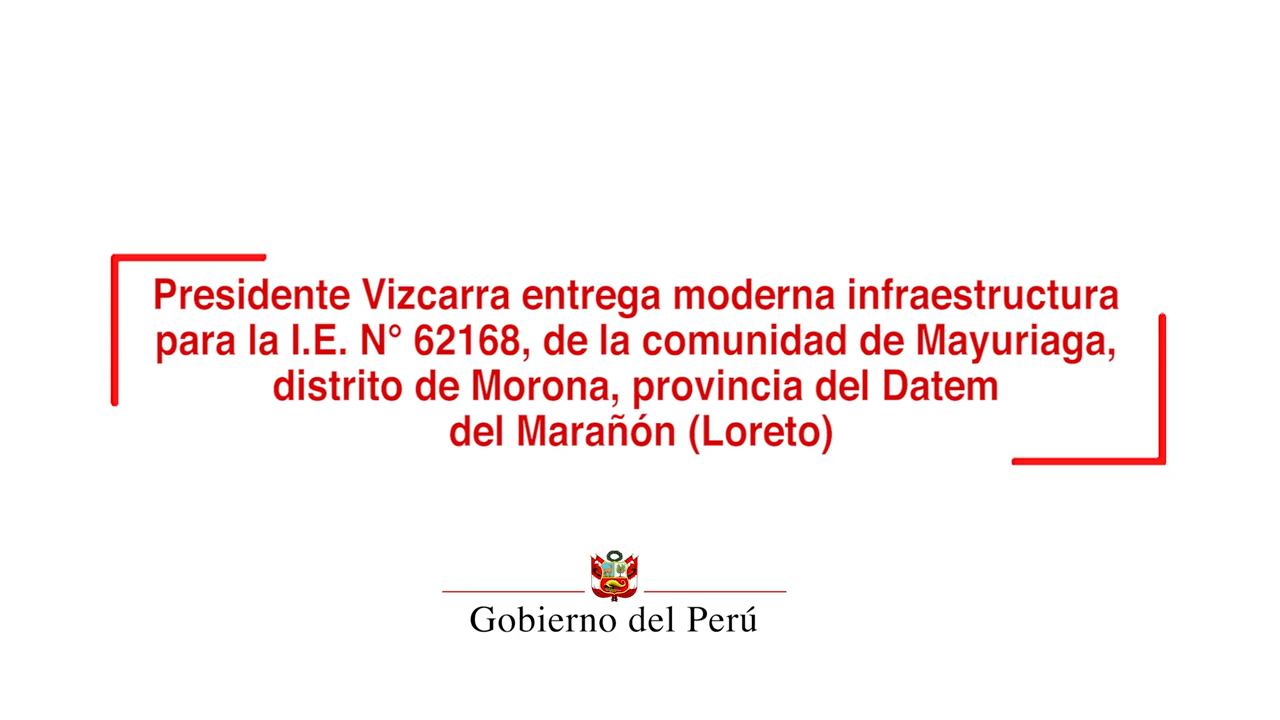 Presidente Vizcarra entrega moderna infraestructura
para la I.E. N° 62168, de la comunidad de Mayuriaga,
distrito de Morona, provincia del Datem
del Marañón (Loreto)
Gobierno del Perú